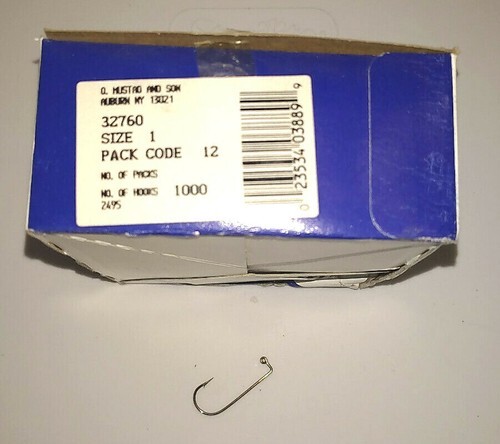 O. MUSTAD AND SON
AUBURN NY 13021
32760
SIZE 1
PACK CODE 12
NO. OF PACKS
NO. OF HOOKS 1000
2495
0 23534 03889 9